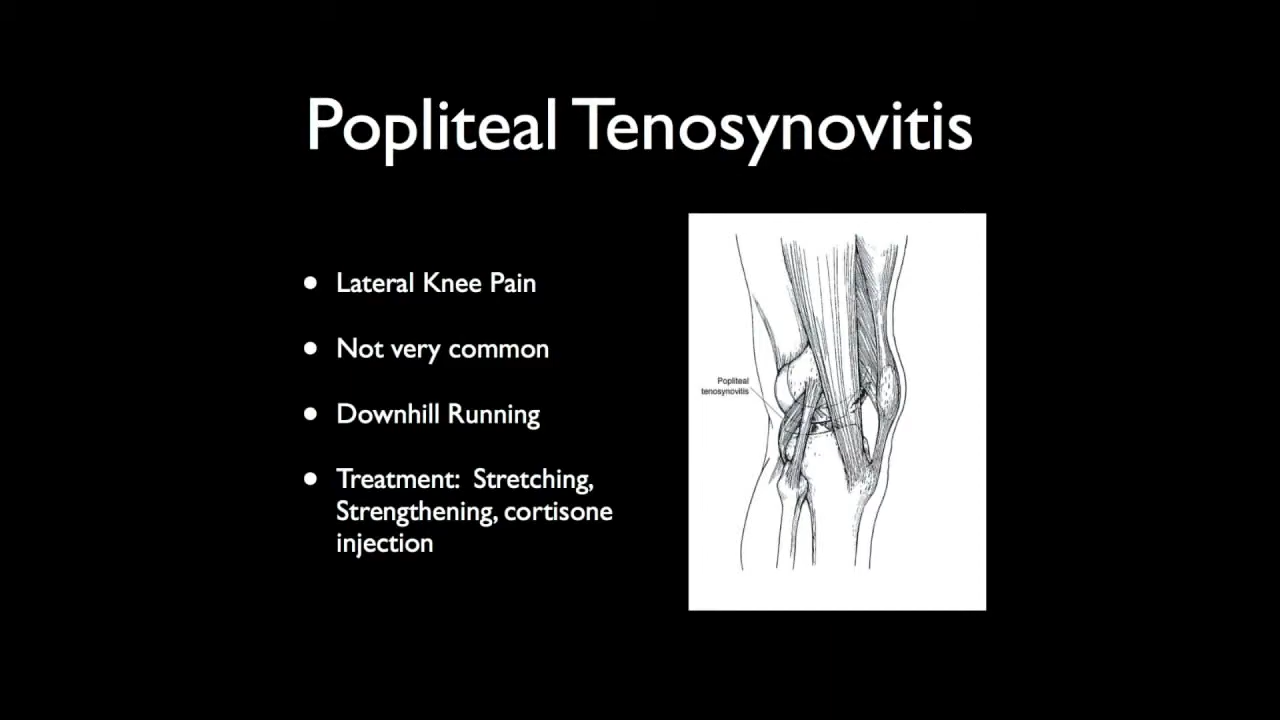 Popliteal Tenosynovitis
• Lateral Knee Pain
• Not very common
• Downhill Running
• Treatment: Stretching,
Strengthening, cortisone
injection
Popliteal
tenosynovitis